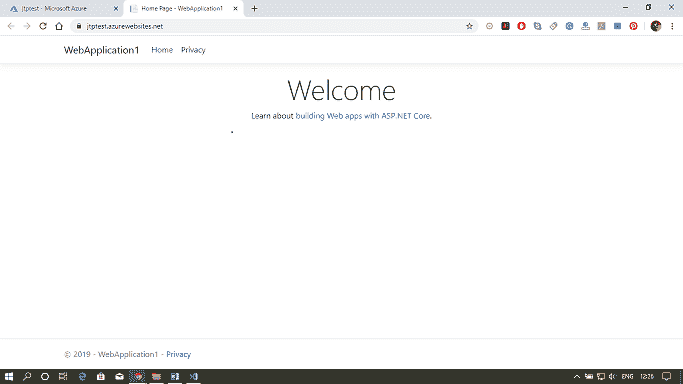 jtptest - Microsoft Azure
Home Page - WebApplication1
jtptest.azurewebsites.net
WebApplication1 Home Privacy
Welcome
Learn about building Web apps with ASP.NET Core.
© 2019 - WebApplication1 - Privacy
ENG 12:26